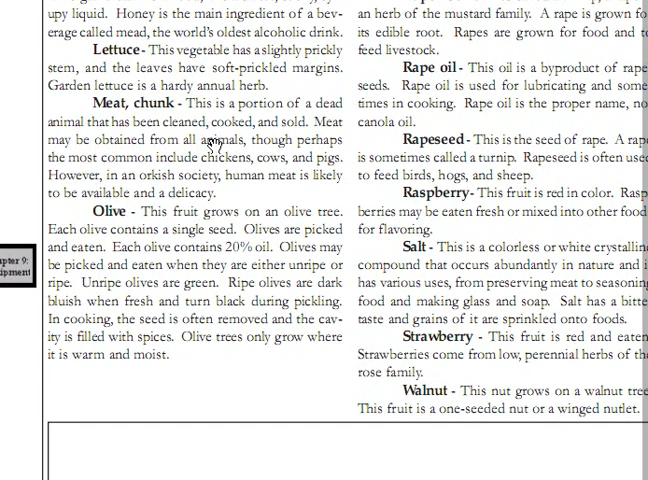 upy liquid. Honey is the main ingredient of a bev-
erage called mead, the world's oldest alcoholic drink.
Lettuce - This vegetable has a slightly prickly
stem, and the leaves have soft-prickled margins.
Garden lettuce is a hardy annual herb.
Meat, chunk - This is a portion of a dead
animal that has been cleaned, cooked, and sold. Meat
may be obtained from all animals, though perhaps
the most common include chickens, cows, and pigs.
However, in an orkish society, human meat is likely
to be available and a delicacy.
Olive - This fruit grows on an olive tree.
Each olive contains a single seed. Olives are picked
and eaten. Each olive contains 20% oil. Olives may
be picked and eaten when they are either unripe or
ripe. Unripe olives are green. Ripe olives are dark
bluish when fresh and turn black during pickling.
In cooking, the seed is often removed and the cav-
ity is filled with spices. Olive trees only grow where
it is warm and moist.
an herb of the mustard family. A rape is grown fo
its edible root. Rapes are grown for food and t
feed livestock.
Rape oil - This oil is a byproduct of rape
seeds. Rape oil is used for lubricating and some
times in cooking. Rape oil is the proper name, no
canola oil.
Rapeseed - This is the seed of rape. A rap
is sometimes called a turnip. Rapeseed is often use
to feed birds, hogs, and sheep.
Raspberry - This fruit is red in color. Rasp
berries may be eaten fresh or mixed into other food
for flavoring.
Salt - This is a colorless or white crystallin
compound that occurs abundantly in nature and i
has various uses, from preserving meat to seasoning
food and making glass and soap. Salt has a bitte
taste and grains of it are sprinkled onto foods.
Strawberry - This fruit is red and eaten
Strawberries come from low, perennial herbs of the
rose family.
Walnut - This nut grows on a walnut tree
This fruit is a one-seeded nut or a winged nutlet.
pter 9:
ipment